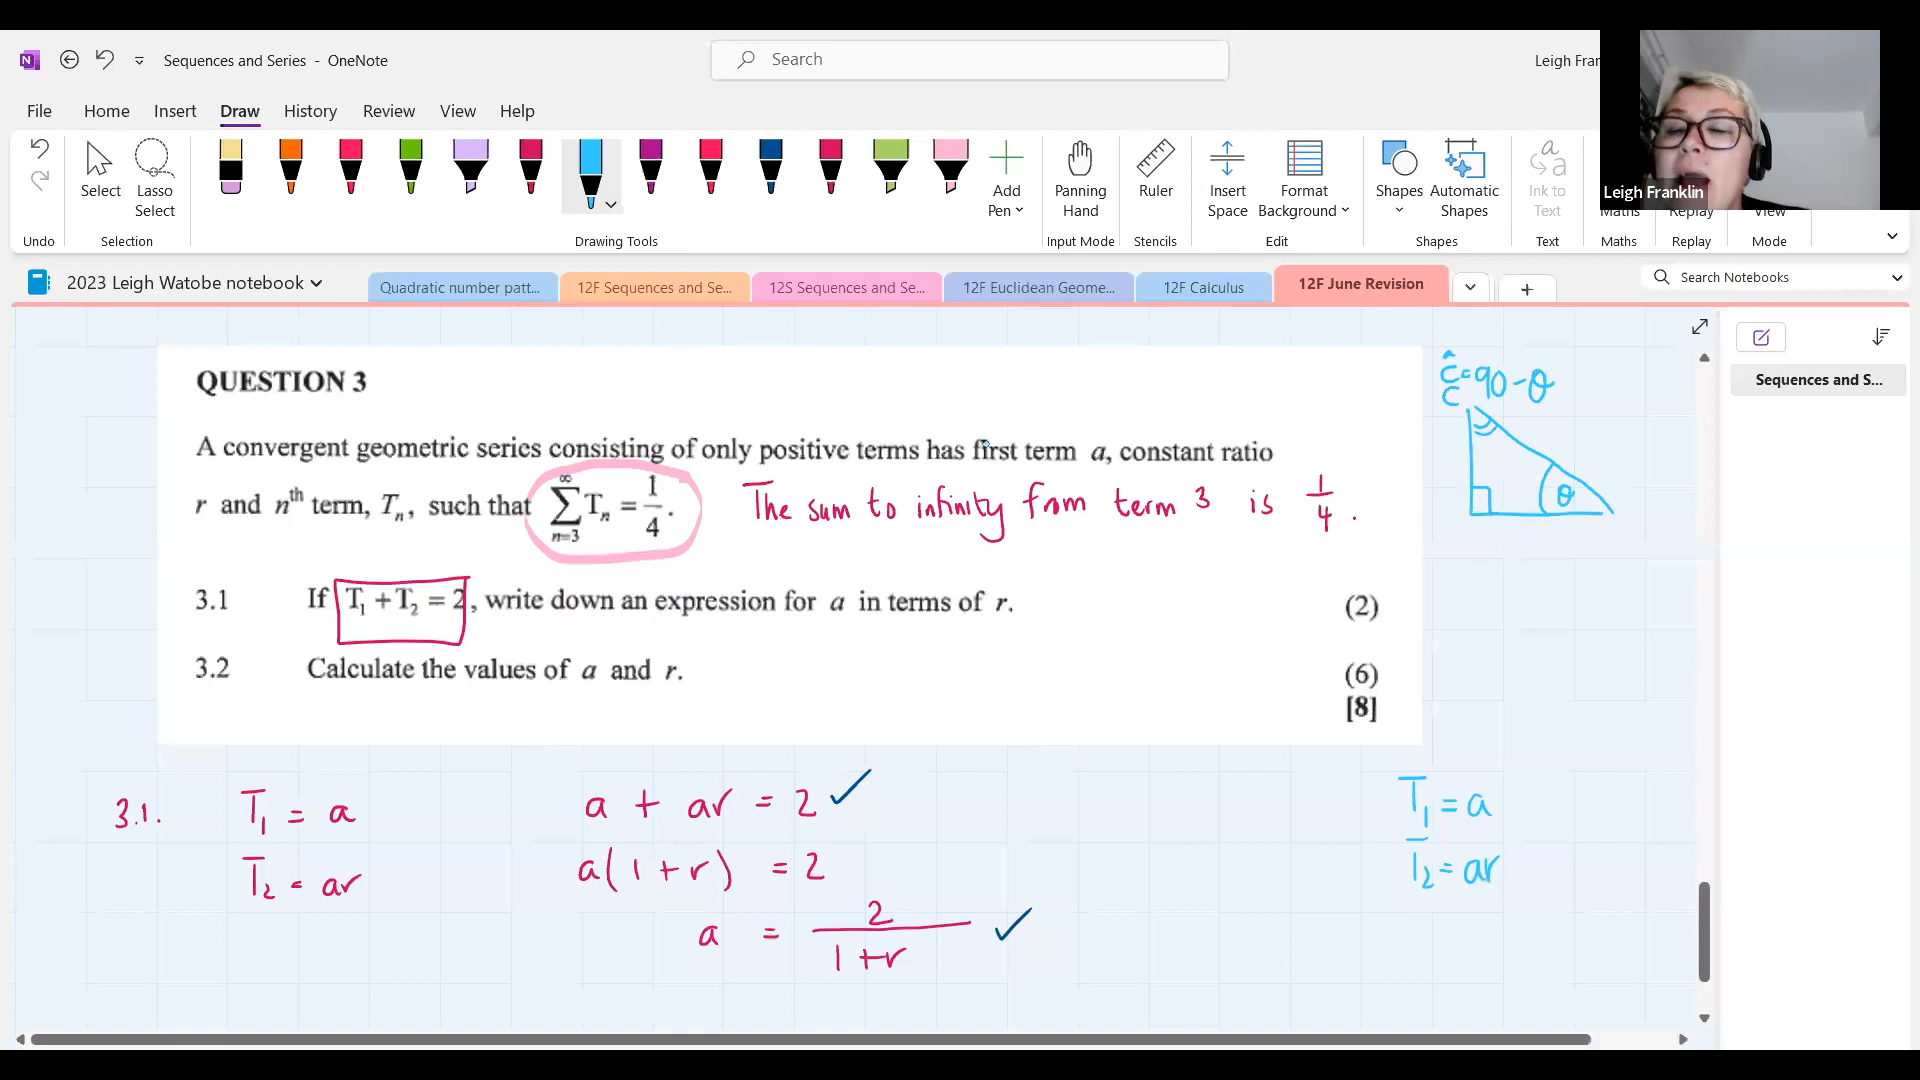 Sequences and Series - OneNote
Search
Leigh Fran
File Home Insert Draw History Review View Help
Undo
Select
Lasso Select
Selection
Drawing Tools
Add Pen
Panning Hand
Input Mode
Ruler
Stencils
Insert Space
Format Background
Edit
Shapes
Automatic Shapes
Shapes
Ink to Text
Text
Maths
Maths
Replay
Replay
View
Mode
Leigh Franklin
2023 Leigh Watobe notebook
Quadratic number patt...
12F Sequences and Se...
12S Sequences and Se...
12F Euclidean Geome...
12F Calculus
12F June Revision
+
Search Notebooks
Sequences and S...
QUESTION 3
A convergent geometric series consisting of only positive terms has first term a, constant ratio
r and nth term, Tₙ, such that ∑_{n=3}^{∞} Tₙ = 1/4.
The sum to infinity from term 3 is 1/4.
3.1 If T₁ + T₂ = 2, write down an expression for a in terms of r. (2)
3.2 Calculate the values of a and r. (6)
[8]
Ĉ = 90 - θ
C
θ
3.1. T₁ = a
T₂ = ar
a + ar = 2 ✓
a(1 + r) = 2
a = 2/(1+r) ✓
T₁ = a
T₂ = ar